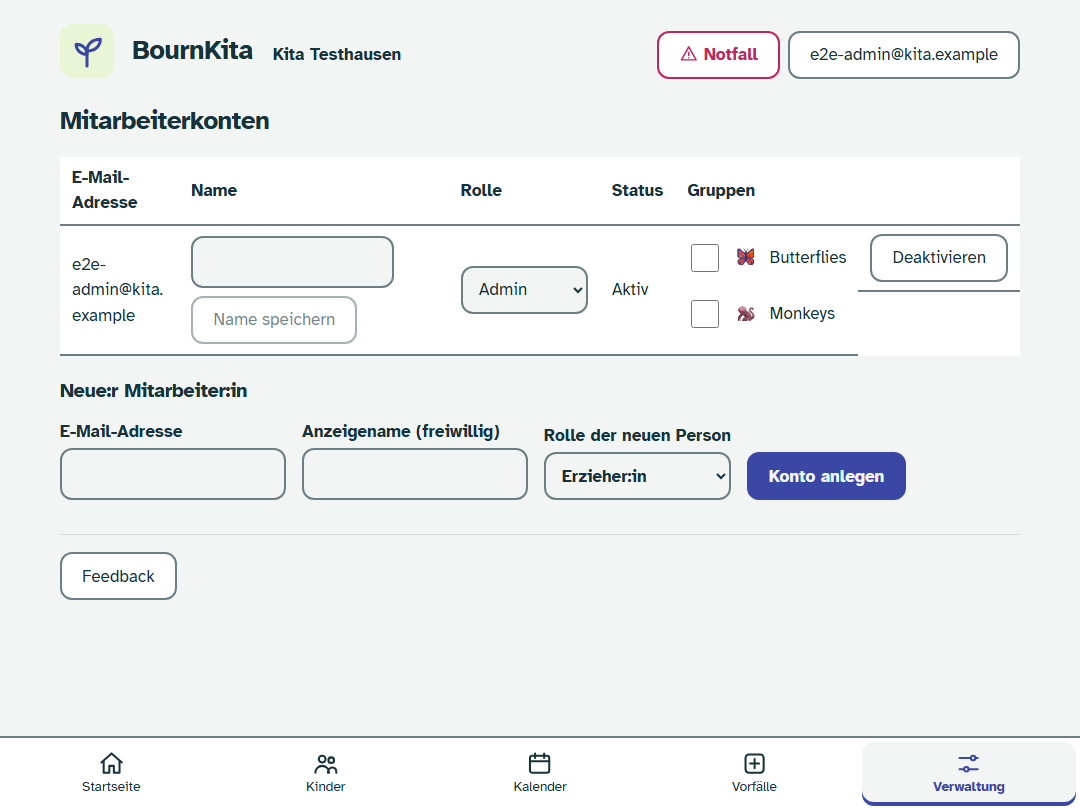 BournKita Kita Testhausen
Notfall
e2e-admin@kita.example
Mitarbeiterkonten
E-Mail-
Adresse
Name
Rolle
Status
Gruppen
e2e-
admin@kita.
example
Name speichern
Admin
Aktiv
Butterflies
Monkeys
Deaktivieren
Neue:r Mitarbeiter:in
E-Mail-Adresse
Anzeigename (freiwillig)
Rolle der neuen Person
Erzieher:in
Konto anlegen
Feedback
Startseite
Kinder
Kalender
Vorfälle
Verwaltung